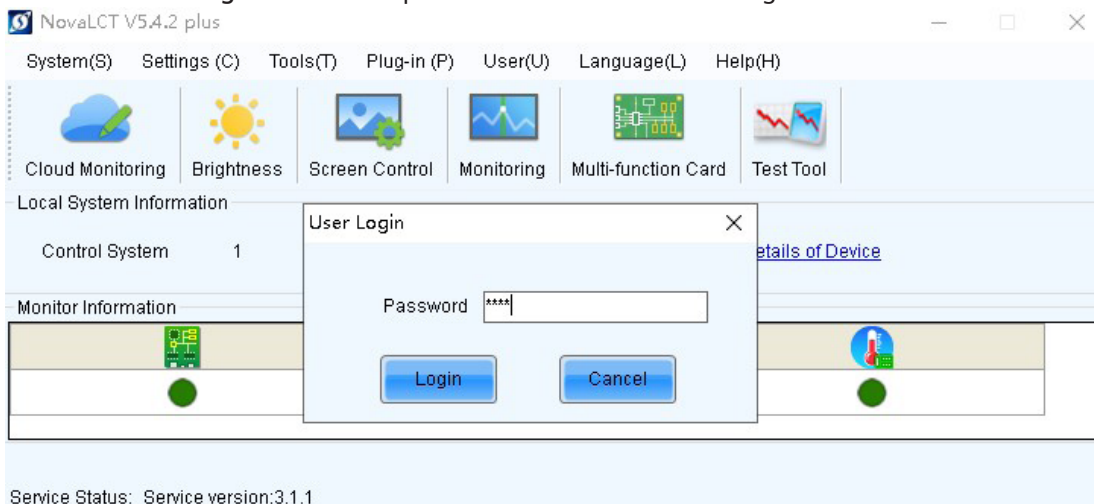 NovaLCT V5.4.2 plus
System(S) Settings (C) Tools(T) Plug-in (P) User(U) Language(L) Help(H)
Cloud Monitoring Brightness Screen Control Monitoring Multi-function Card Test Tool
Local System Information
User Login
Control System 1
etails of Device
Password ****
Monitor Information
Login Cancel
Service Status: Service version:3.1.1